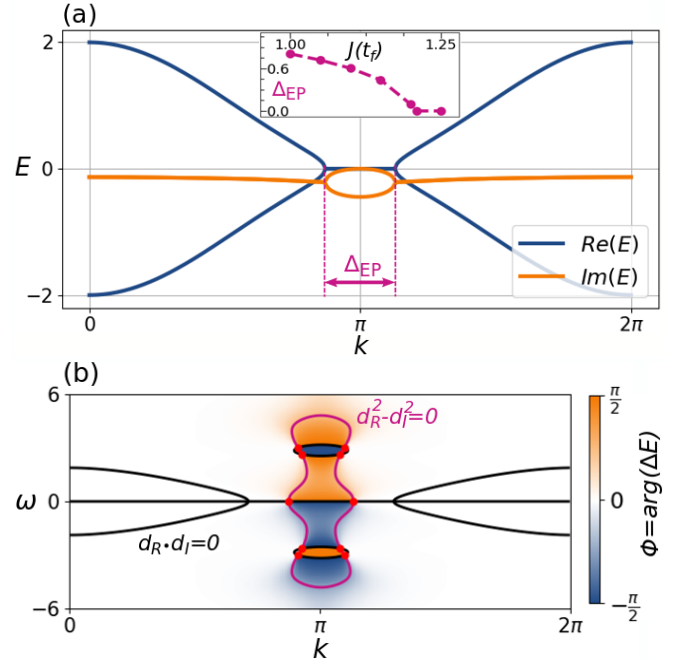 (a)
1.00 J(t_f) 1.25
0.6
Δ_EP
0.0
2
E 0
−2
Δ_EP
Re(E)
Im(E)
0 π 2π
k
(b)
6
d_R^2-d_I^2=0
ω 0
d_R•d_I=0
−6
0 π 2π
k
π/2
0
−π/2
Φ=arg(ΔE)